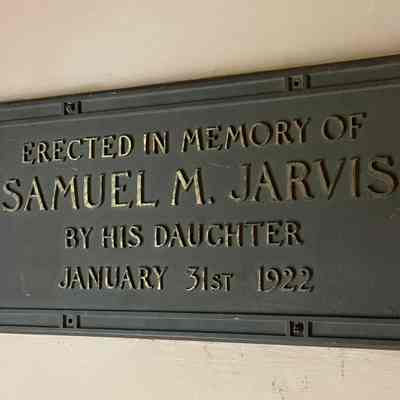 ERECTED IN MEMORY OF
SAMUEL M. JARVIS
BY HIS DAUGHTER
JANUARY 31ST 1922